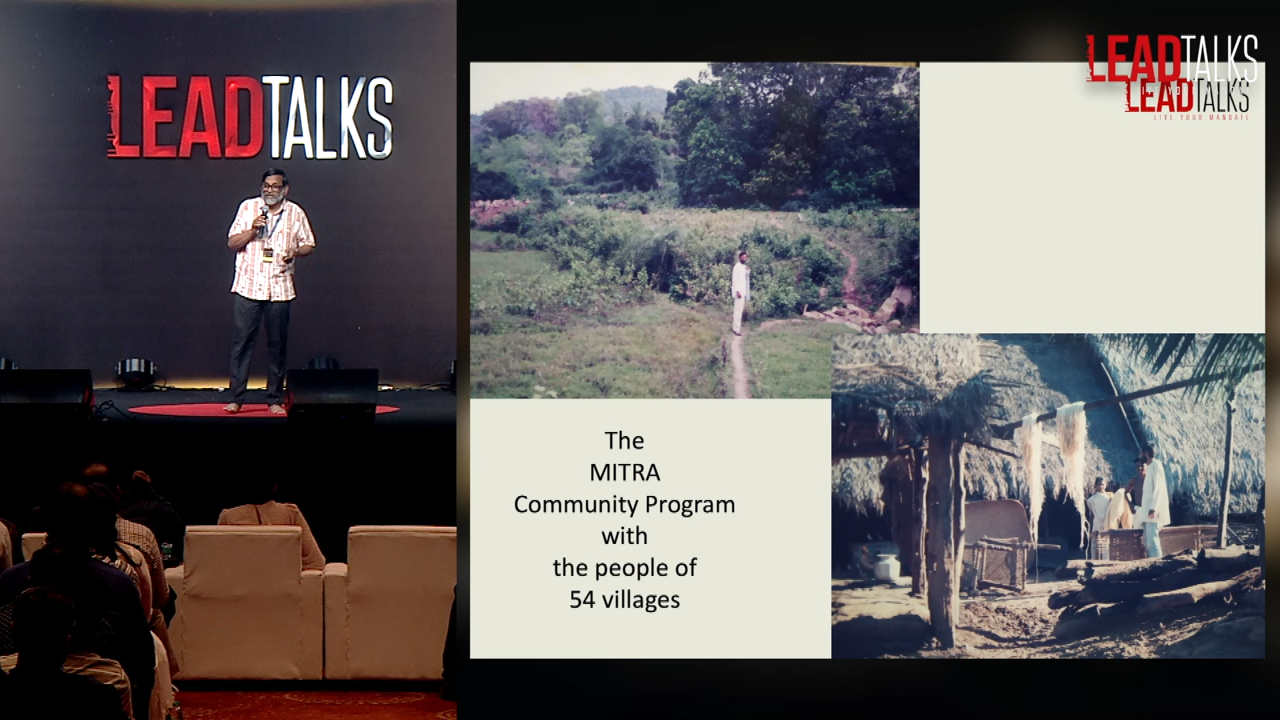 LEADTALKS
LEADTALKS
LEADTALKS
LIVE YOUR MANDATE
The
MITRA
Community Program
with
the people of
54 villages